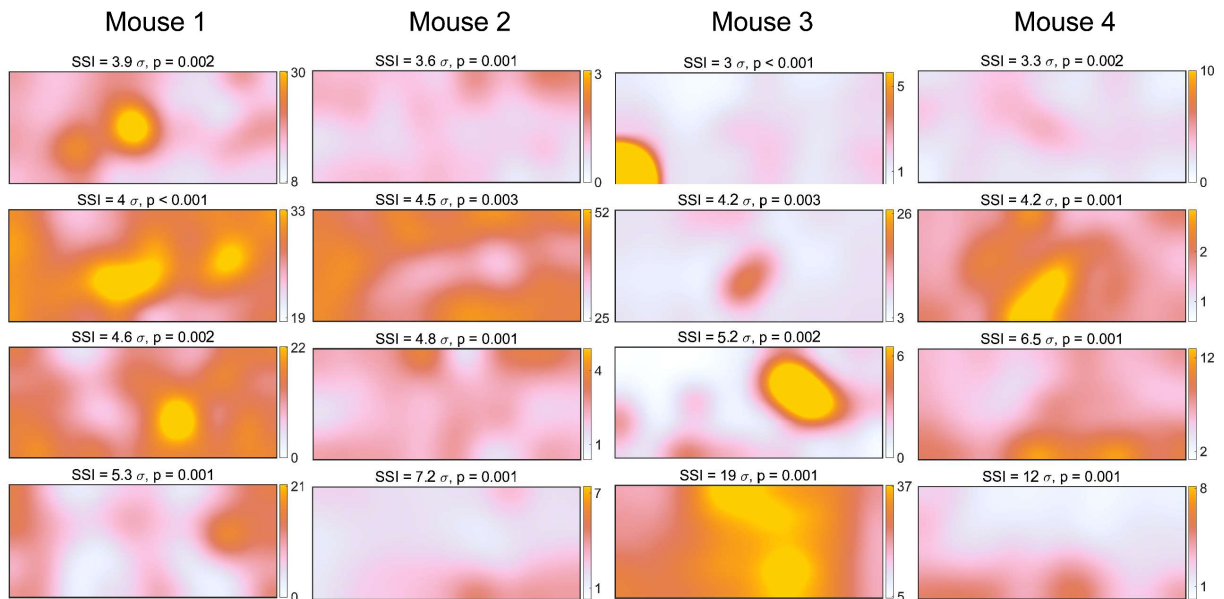 Mouse 1 Mouse 2 Mouse 3 Mouse 4
SSI = 3.9 σ, p = 0.002
30
8
SSI = 3.6 σ, p = 0.001
3
0
SSI = 3 σ, p < 0.001
5
1
SSI = 3.3 σ, p = 0.002
10
0
SSI = 4 σ, p < 0.001
33
19
SSI = 4.5 σ, p = 0.003
52
25
SSI = 4.2 σ, p = 0.003
26
3
SSI = 4.2 σ, p = 0.001
2
1
SSI = 4.6 σ, p = 0.002
22
0
SSI = 4.8 σ, p = 0.001
4
1
SSI = 5.2 σ, p = 0.002
6
0
SSI = 6.5 σ, p = 0.001
12
2
SSI = 5.3 σ, p = 0.001
21
0
SSI = 7.2 σ, p = 0.001
7
1
SSI = 19 σ, p = 0.001
37
5
SSI = 12 σ, p = 0.001
8
1